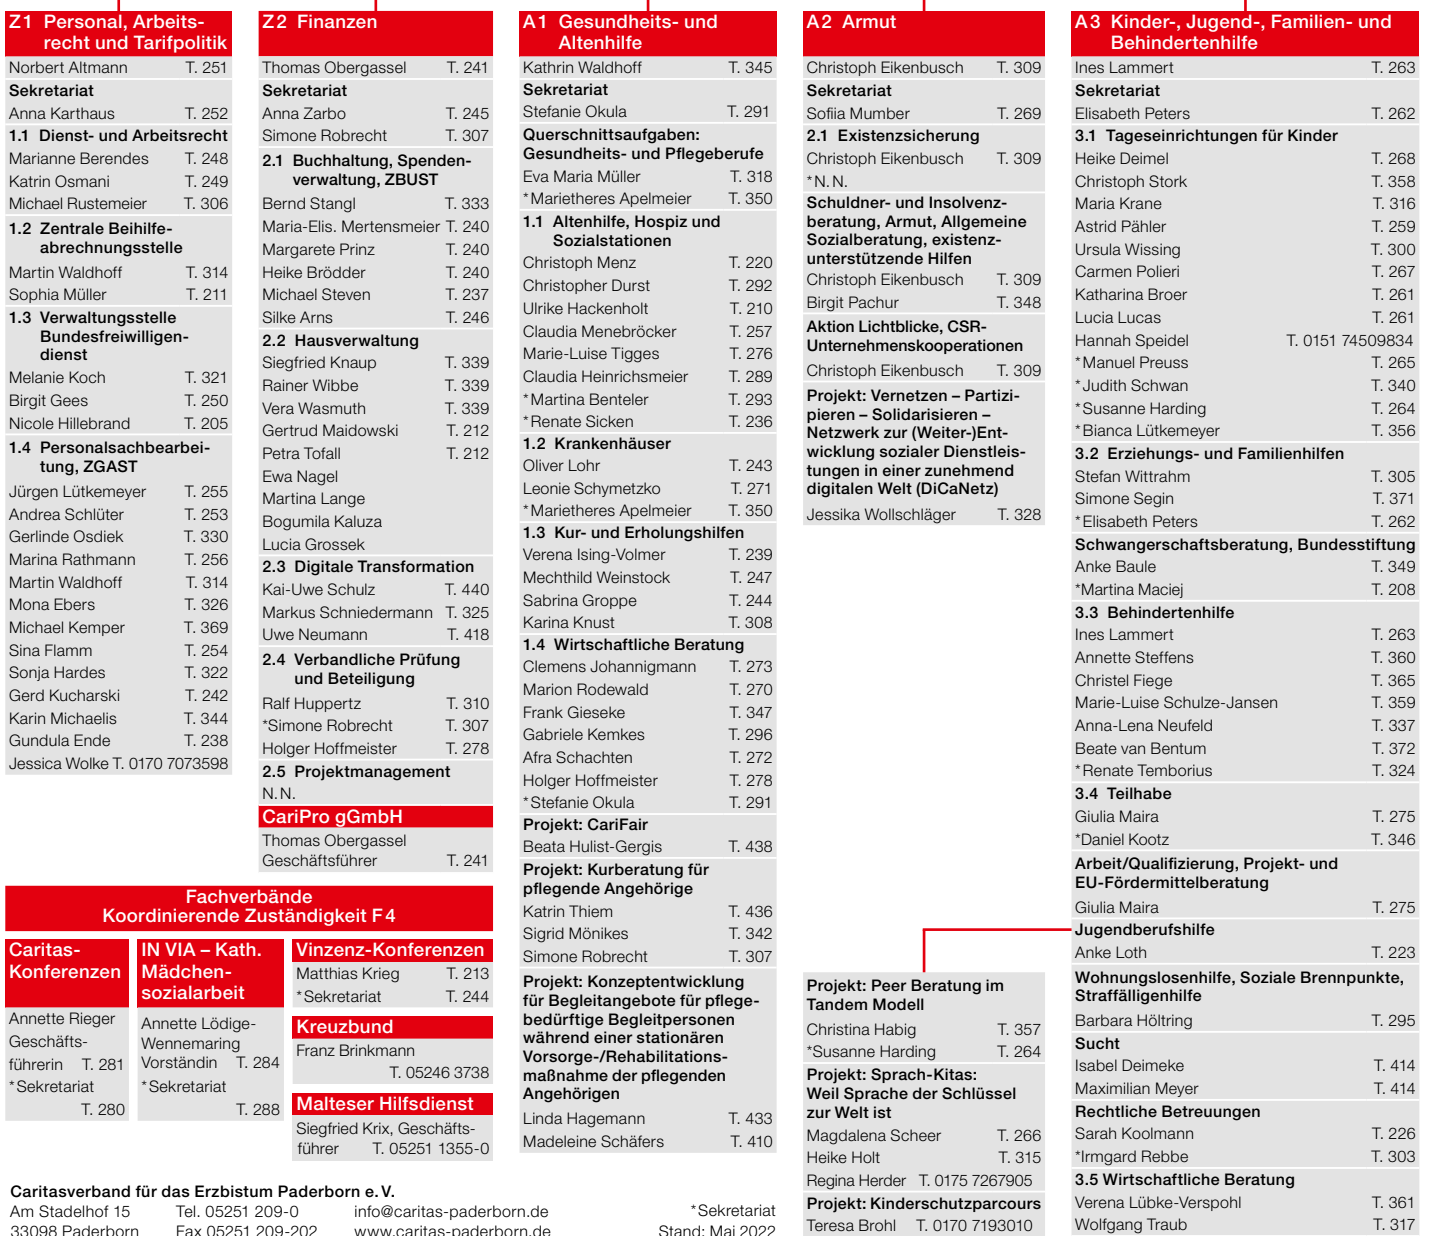 Z1 Personal, Arbeits-
recht und Tarifpolitik
Norbert Altmann T. 251
Sekretariat
Anna Karthaus T. 252
1.1 Dienst- und Arbeitsrecht
Marianne Berendes T. 248
Katrin Osmani T. 249
Michael Rustemeier T. 306
1.2 Zentrale Beihilfe-
abrechnungsstelle
Martin Waldhoff T. 314
Sophia Müller T. 211
1.3 Verwaltungsstelle
Bundesfreiwilligen-
dienst
Melanie Koch T. 321
Birgit Gees T. 250
Nicole Hillebrand T. 205
1.4 Personalsachbearbei-
tung, ZGAST
Jürgen Lütkemeyer T. 255
Andrea Schlüter T. 253
Gerlinde Osdiek T. 330
Marina Rathmann T. 256
Martin Waldhoff T. 314
Mona Ebers T. 326
Michael Kemper T. 369
Sina Flamm T. 254
Sonja Hardes T. 322
Gerd Kucharski T. 242
Karin Michaelis T. 344
Gundula Ende T. 238
Jessica Wolke T. 0170 7073598
Z2 Finanzen
Thomas Obergassel T. 241
Sekretariat
Anna Zarbo T. 245
Simone Robrecht T. 307
2.1 Buchhaltung, Spenden-
verwaltung, ZBUST
Bernd Stangl T. 333
Maria-Elis. Mertensmeier T. 240
Margarete Prinz T. 240
Heike Brödder T. 240
Michael Steven T. 237
Silke Arns T. 246
2.2 Hausverwaltung
Siegfried Knaup T. 339
Rainer Wibbe T. 339
Vera Wasmuth T. 339
Gertrud Maidowski T. 212
Petra Tofall T. 212
Ewa Nagel
Martina Lange
Bogumila Kaluza
Lucia Grossek
2.3 Digitale Transformation
Kai-Uwe Schulz T. 440
Markus Schniedermann T. 325
Uwe Neumann T. 418
2.4 Verbandliche Prüfung
und Beteiligung
Ralf Huppertz T. 310
*Simone Robrecht T. 307
Holger Hoffmeister T. 278
2.5 Projektmanagement
N. N.
CariPro gGmbH
Thomas Obergassel
Geschäftsführer T. 241
Fachverbände
Koordinierende Zuständigkeit F4
Caritas-
Konferenzen
Annette Rieger
Geschäfts-
führerin T. 281
*Sekretariat
T. 280
IN VIA – Kath.
Mädchen-
sozialarbeit
Annette Lödige-
Wennemaring
Vorständin T. 284
*Sekretariat
T. 288
Vinzenz-Konferenzen
Matthias Krieg T. 213
*Sekretariat T. 244
Kreuzbund
Franz Brinkmann
T. 05246 3738
Malteser Hilfsdienst
Siegfried Krix, Geschäfts-
führer T. 05251 1355-0
A1 Gesundheits- und
Altenhilfe
Kathrin Waldhoff T. 345
Sekretariat
Stefanie Okula T. 291
Querschnittsaufgaben:
Gesundheits- und Pflegeberufe
Eva Maria Müller T. 318
*Marietheres Apelmeier T. 350
1.1 Altenhilfe, Hospiz und
Sozialstationen
Christoph Menz T. 220
Christopher Durst T. 292
Ulrike Hackenholt T. 210
Claudia Menebröcker T. 257
Marie-Luise Tigges T. 276
Claudia Heinrichsmeier T. 289
*Martina Benteler T. 293
*Renate Sicken T. 236
1.2 Krankenhäuser
Oliver Lohr T. 243
Leonie Schymetzko T. 271
*Marietheres Apelmeier T. 350
1.3 Kur- und Erholungshilfen
Verena Ising-Volmer T. 239
Mechthild Weinstock T. 247
Sabrina Groppe T. 244
Karina Knust T. 308
1.4 Wirtschaftliche Beratung
Clemens Johannigmann T. 273
Marion Rodewald T. 270
Frank Gieseke T. 347
Gabriele Kemkes T. 296
Afra Schachten T. 272
Holger Hoffmeister T. 278
*Stefanie Okula T. 291
Projekt: CariFair
Beata Hulist-Gergis T. 438
Projekt: Kurberatung für
pflegende Angehörige
Katrin Thiem T. 436
Sigrid Mönikes T. 342
Simone Robrecht T. 307
Projekt: Konzeptentwicklung
für Begleitangebote für pflege-
bedürftige Begleitpersonen
während einer stationären
Vorsorge-/Rehabilitations-
maßnahme der pflegenden
Angehörigen
Linda Hagemann T. 433
Madeleine Schäfers T. 410
A2 Armut
Christoph Eikenbusch T. 309
Sekretariat
Sofiia Mumber T. 269
2.1 Existenzsicherung
Christoph Eikenbusch T. 309
*N. N.
Schuldner- und Insolvenz-
beratung, Armut, Allgemeine
Sozialberatung, existenz-
unterstützende Hilfen
Christoph Eikenbusch T. 309
Birgit Pachur T. 348
Aktion Lichtblicke, CSR-
Unternehmenskooperationen
Christoph Eikenbusch T. 309
Projekt: Vernetzen – Partizi-
pieren – Solidarisieren –
Netzwerk zur (Weiter-)Ent-
wicklung sozialer Dienstleis-
tungen in einer zunehmend
digitalen Welt (DiCaNetz)
Jessika Wollschläger T. 328
Projekt: Peer Beratung im
Tandem Modell
Christina Habig T. 357
*Susanne Harding T. 264
Projekt: Sprach-Kitas:
Weil Sprache der Schlüssel
zur Welt ist
Magdalena Scheer T. 266
Heike Holt T. 315
Regina Herder T. 0175 7267905
Projekt: Kinderschutzparcours
Teresa Brohl T. 0170 7193010
A3 Kinder-, Jugend-, Familien- und
Behindertenhilfe
Ines Lammert T. 263
Sekretariat
Elisabeth Peters T. 262
3.1 Tageseinrichtungen für Kinder
Heike Deimel T. 268
Christoph Stork T. 358
Maria Krane T. 316
Astrid Pähler T. 259
Ursula Wissing T. 300
Carmen Polieri T. 267
Katharina Broer T. 261
Lucia Lucas T. 261
Hannah Speidel T. 0151 74509834
*Manuel Preuss T. 265
*Judith Schwan T. 340
*Susanne Harding T. 264
*Bianca Lütkemeyer T. 356
3.2 Erziehungs- und Familienhilfen
Stefan Wittrahm T. 305
Simone Segin T. 371
*Elisabeth Peters T. 262
Schwangerschaftsberatung, Bundesstiftung
Anke Baule T. 349
*Martina Maciej T. 208
3.3 Behindertenhilfe
Ines Lammert T. 263
Annette Steffens T. 360
Christel Fiege T. 365
Marie-Luise Schulze-Jansen T. 359
Anna-Lena Neufeld T. 337
Beate van Bentum T. 372
*Renate Temborius T. 324
3.4 Teilhabe
Giulia Maira T. 275
*Daniel Kootz T. 346
Arbeit/Qualifizierung, Projekt- und
EU-Fördermittelberatung
Giulia Maira T. 275
Jugendberufshilfe
Anke Loth T. 223
Wohnungslosenhilfe, Soziale Brennpunkte,
Straffälligenhilfe
Barbara Höltring T. 295
Sucht
Isabel Deimeke T. 414
Maximilian Meyer T. 414
Rechtliche Betreuungen
Sarah Koolmann T. 226
*Irmgard Rebbe T. 303
3.5 Wirtschaftliche Beratung
Verena Lübke-Verspohl T. 361
Wolfgang Traub T. 317
Caritasverband für das Erzbistum Paderborn e. V.
Am Stadelhof 15 Tel. 05251 209-0 info@caritas-paderborn.de *Sekretariat
33098 Paderborn Fax 05251 209-202 www.caritas-paderborn.de Stand: Mai 2022